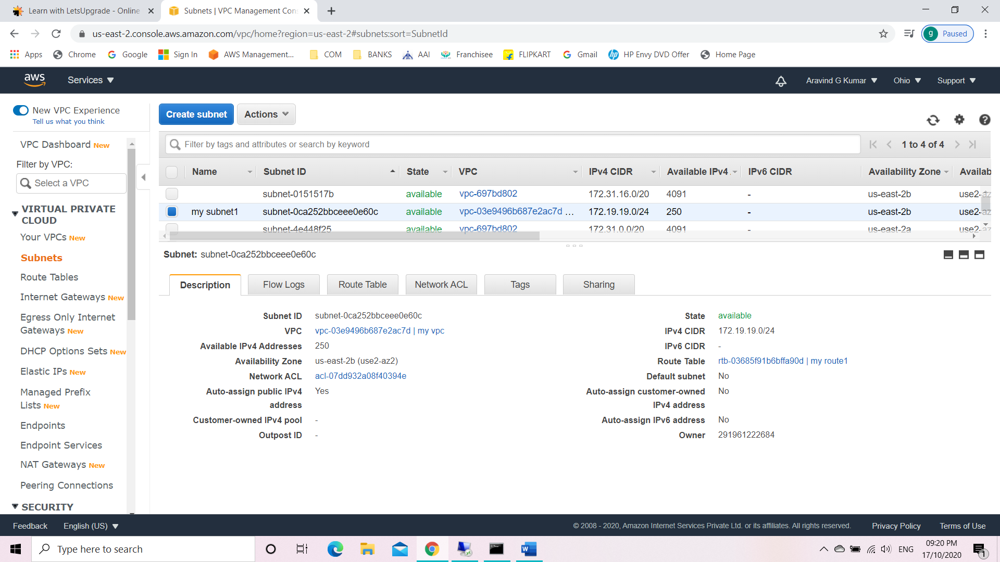 Learn with LetsUpgrade - Online
Subnets | VPC Management Con
us-east-2.console.aws.amazon.com/vpc/home?region=us-east-2#subnets:sort=SubnetId
g Paused
Apps Chrome Google Sign In AWS Management... COM BANKS AAI Franchisee FLIPKART Gmail HP Envy DVD Offer Home Page
aws Services Aravind G Kumar Ohio Support
New VPC Experience
Tell us what you think
VPC Dashboard New
Filter by VPC:
Select a VPC
VIRTUAL PRIVATE
CLOUD
Your VPCs New
Subnets
Route Tables
Internet Gateways New
Egress Only Internet
Gateways New
DHCP Options Sets New
Elastic IPs New
Managed Prefix
Lists New
Endpoints
Endpoint Services
NAT Gateways New
Peering Connections
SECURITY
Create subnet Actions
Filter by tags and attributes or search by keyword 1 to 4 of 4
Name Subnet ID State VPC IPv4 CIDR Available IPv4 IPv6 CIDR Availability Zone Availab
subnet-0151517b available vpc-697bd802 172.31.16.0/20 4091 - us-east-2b use2-az
my subnet1 subnet-0ca252bbceee0e60c available vpc-03e9496b687e2ac7d ... 172.19.19.0/24 250 - us-east-2b use2-az
subnet-4e448f25 available vpc-697bd802 172.31.0.0/20 4091 - us-east-2a use2-az
Subnet: subnet-0ca252bbceee0e60c
Description Flow Logs Route Table Network ACL Tags Sharing
Subnet ID subnet-0ca252bbceee0e60c
VPC vpc-03e9496b687e2ac7d | my vpc
Available IPv4 Addresses 250
Availability Zone us-east-2b (use2-az2)
Network ACL acl-07dd932a08f40394e
Auto-assign public IPv4 address Yes
Customer-owned IPv4 pool -
Outpost ID -
State available
IPv4 CIDR 172.19.19.0/24
IPv6 CIDR -
Route Table rtb-03685f91b6bffa90d | my route1
Default subnet No
Auto-assign customer-owned IPv4 address No
Auto-assign IPv6 address No
Owner 291961222684
Feedback English (US) © 2008 - 2020, Amazon Internet Services Private Ltd. or its affiliates. All rights reserved. Privacy Policy Terms of Use
Type here to search
ENG
09:20 PM
17/10/2020
1